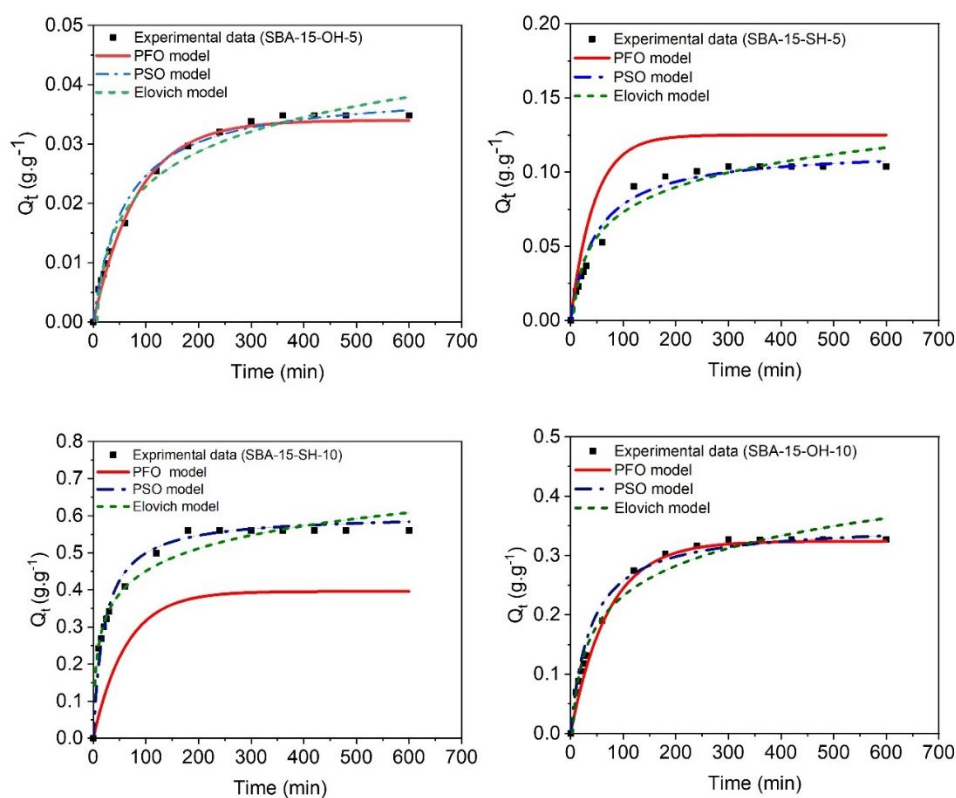 0.05
0.04
0.03
0.02
0.01
0.00
Qt (g.g-1)
Experimental data (SBA-15-OH-5)
PFO model
PSO model
Elovich model
0 100 200 300 400 500 600 700
Time (min)
0.20
0.15
0.10
0.05
0.00
Qt (g.g-1)
Experimental data (SBA-15-SH-5)
PFO model
PSO model
Elovich model
0 100 200 300 400 500 600 700
Time (min)
0.8
0.7
0.6
0.5
0.4
0.3
0.2
0.1
0.0
Qt (g.g-1)
Exprimental data (SBA-15-SH-10)
PFO model
PSO model
Elovich model
0 100 200 300 400 500 600 700
Time (min)
0.5
0.4
0.3
0.2
0.1
0.0
Qt (g.g-1)
Experimental data (SBA-15-OH-10)
PFO model
PSO model
Elovich model
0 100 200 300 400 500 600 700
Time (min)